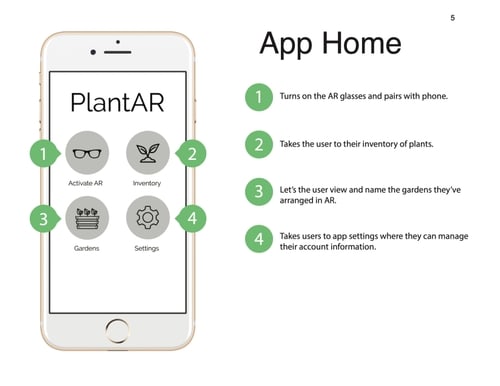 5
App Home
PlantAR
1
Activate AR
2
Inventory
3
Gardens
4
Settings
1
Turns on the AR glasses and pairs with phone.
2
Takes the user to their inventory of plants.
3
Let's the user view and name the gardens they've
arranged in AR.
4
Takes users to app settings where they can manage
their account information.